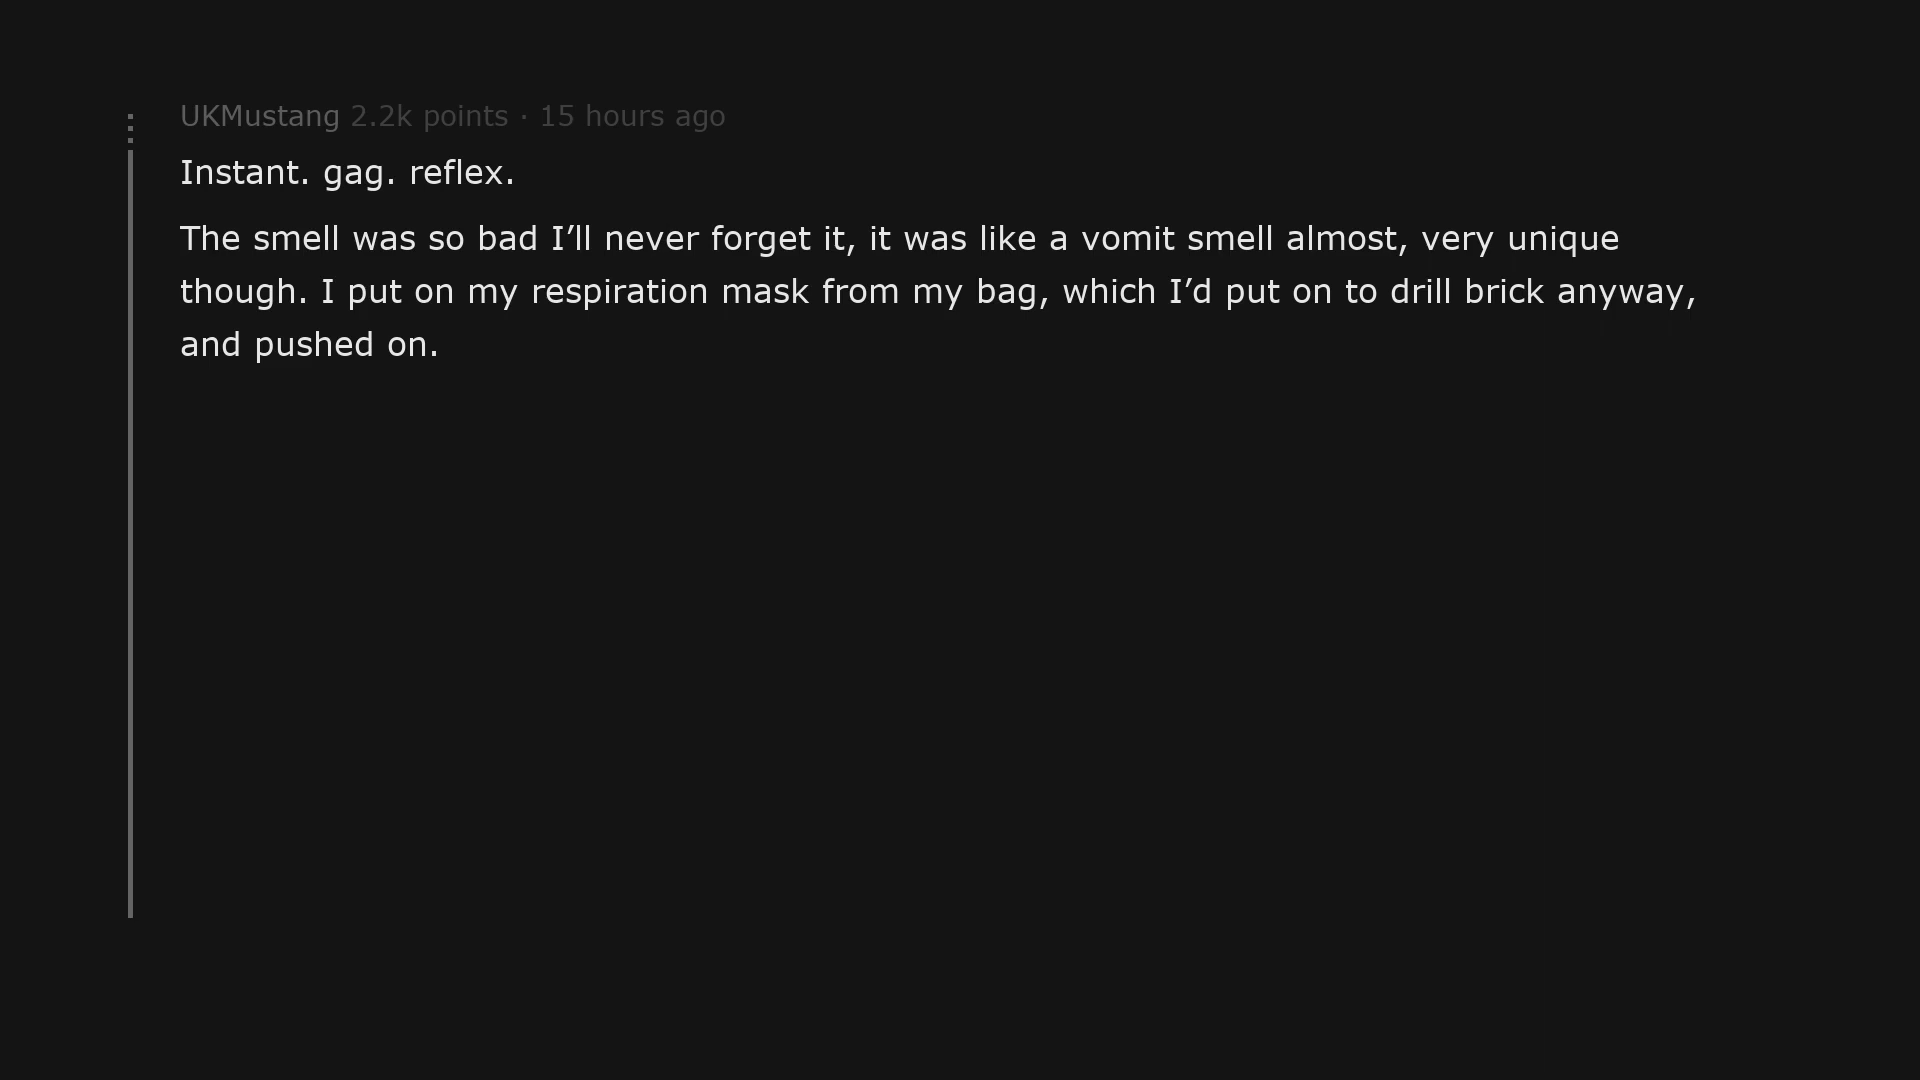 UKMustang 2.2k points · 15 hours ago
Instant. gag. reflex.
The smell was so bad I’ll never forget it, it was like a vomit smell almost, very unique
though. I put on my respiration mask from my bag, which I’d put on to drill brick anyway,
and pushed on.